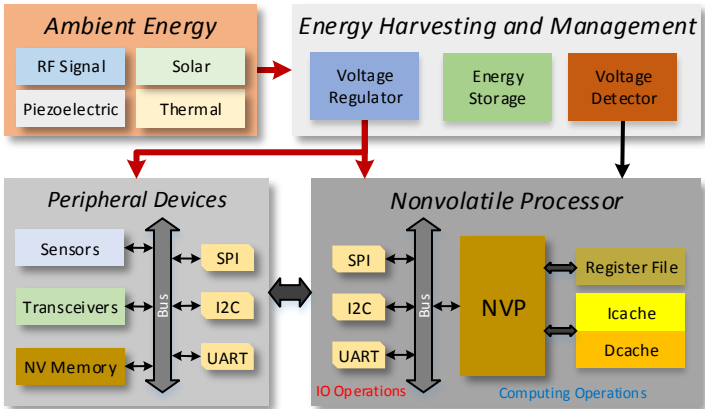 Ambient Energy
RF Signal
Solar
Piezoelectric
Thermal
Energy Harvesting and Management
Voltage
Regulator
Energy
Storage
Voltage
Detector
Peripheral Devices
Sensors
Transceivers
NV Memory
Bus
SPI
I2C
UART
Nonvolatile Processor
SPI
I2C
UART
Bus
NVP
Register File
Icache
Dcache
IO Operations
Computing Operations